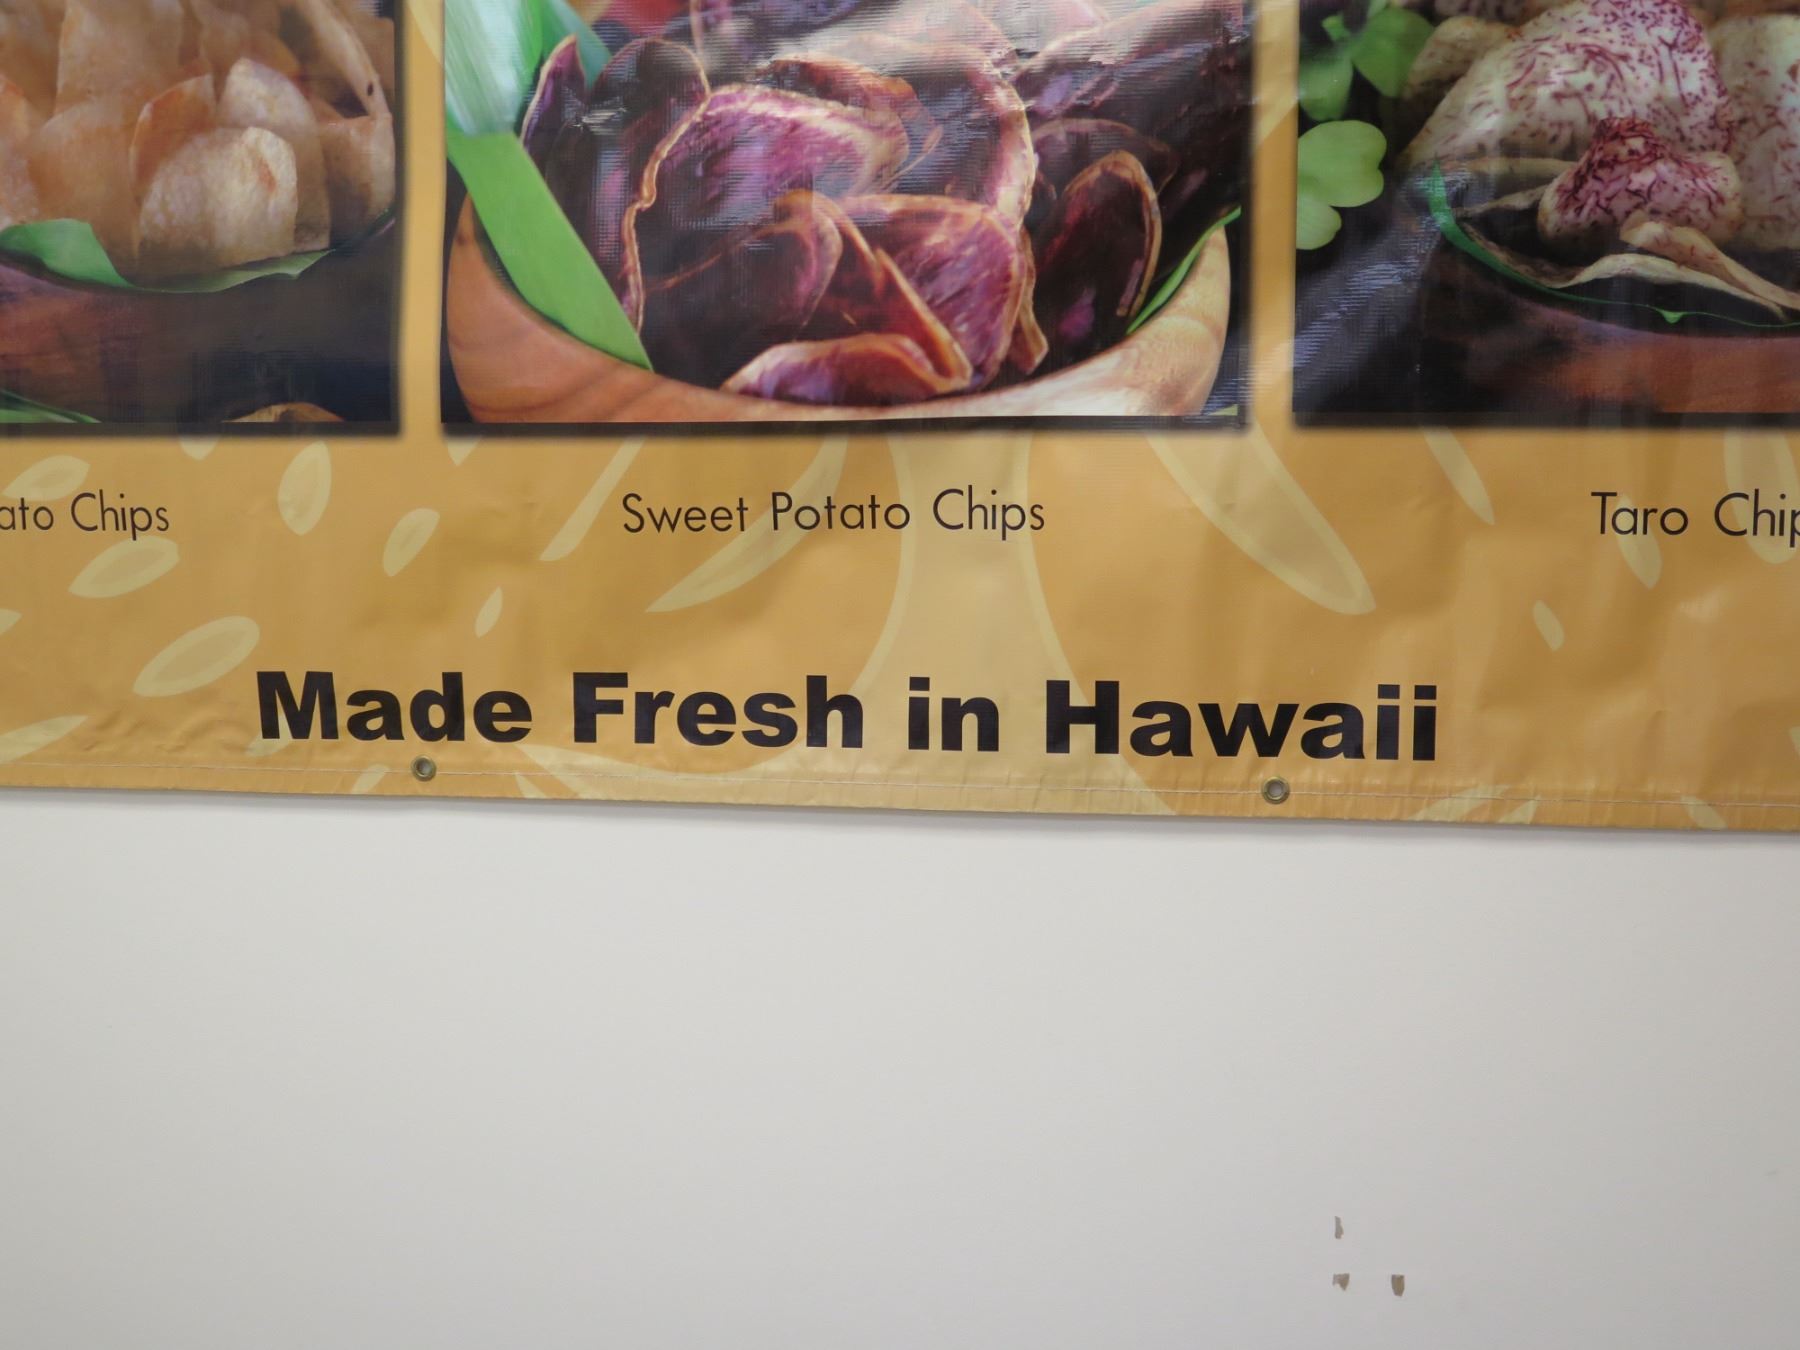 ato Chips
Sweet Potato Chips
Taro Chip
Made Fresh in Hawaii